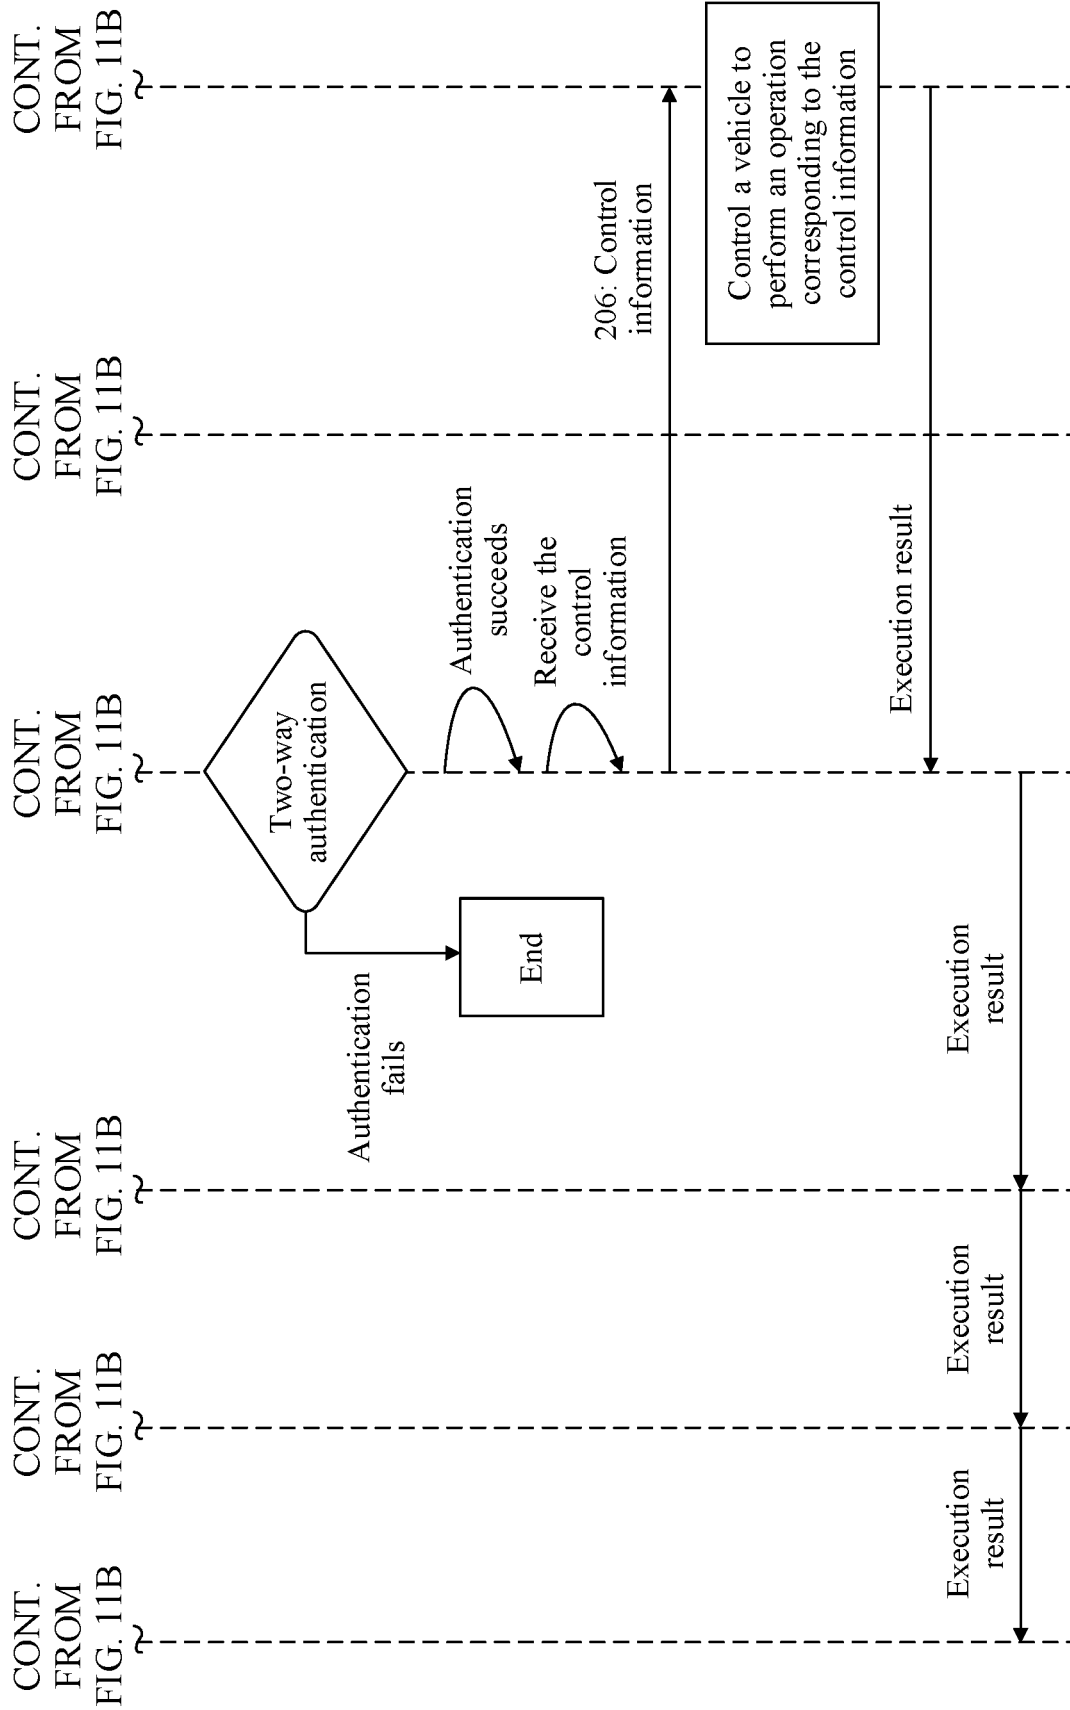 CONT.
FROM
FIG. 11B
CONT.
FROM
FIG. 11B
CONT.
FROM
FIG. 11B
CONT.
FROM
FIG. 11B
CONT.
FROM
FIG. 11B
CONT.
FROM
FIG. 11B
Two-way
authentication
Authentication
fails
End
Authentication
succeeds
Receive the
control
information
206: Control
information
Control a vehicle to
perform an operation
corresponding to the
control information
Execution result
Execution
result
Execution
result
Execution
result